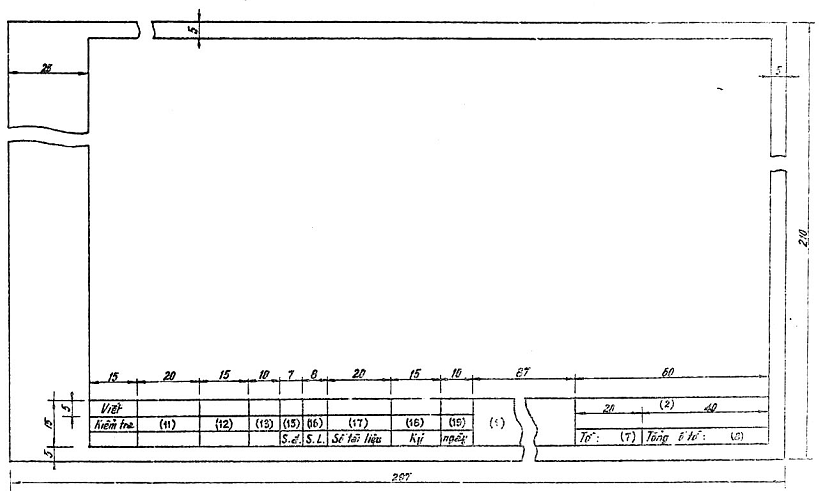 5
25
5
210
15 20 15 10 7 8 20 15 10 87 60
Viết
5
15
20 (2) 40
Kiểm tra (11) (12) (13) (15) (16) (17) (18) (19) (1)
S.đ. S.L. Số tài liệu Ký ngày Tờ: (7) Tổng số tờ: (8)
5
297